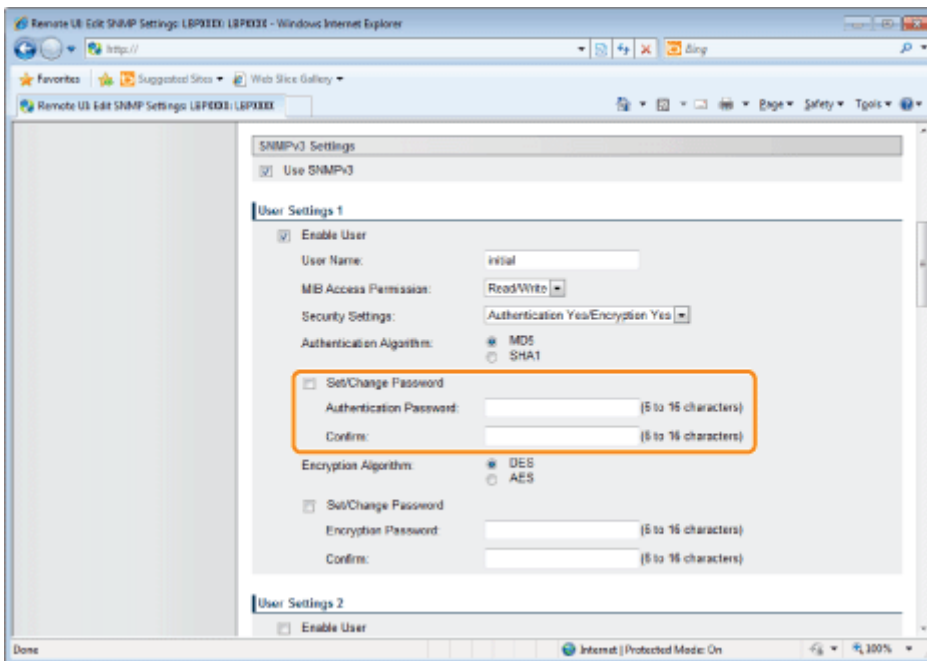 Remote UI: Edit SNMP Settings: LBPXXXX: LBPXXXX - Windows Internet Explorer
http://
Bing
Favorites Suggested Sites Web Slice Gallery
Remote UI: Edit SNMP Settings: LBPXXXX: LBPXXXX
Page Safety Tools
SNMPv3 Settings
Use SNMPv3
User Settings 1
Enable User
User Name: initial
MIB Access Permission: Read/Write
Security Settings: Authentication Yes/Encryption Yes
Authentication Algorithm: MD5
SHA1
Set/Change Password
Authentication Password: (6 to 16 characters)
Confirm: (6 to 16 characters)
Encryption Algorithm: DES
AES
Set/Change Password
Encryption Password: (6 to 16 characters)
Confirm: (6 to 16 characters)
User Settings 2
Enable User
Done Internet | Protected Mode: On 100%